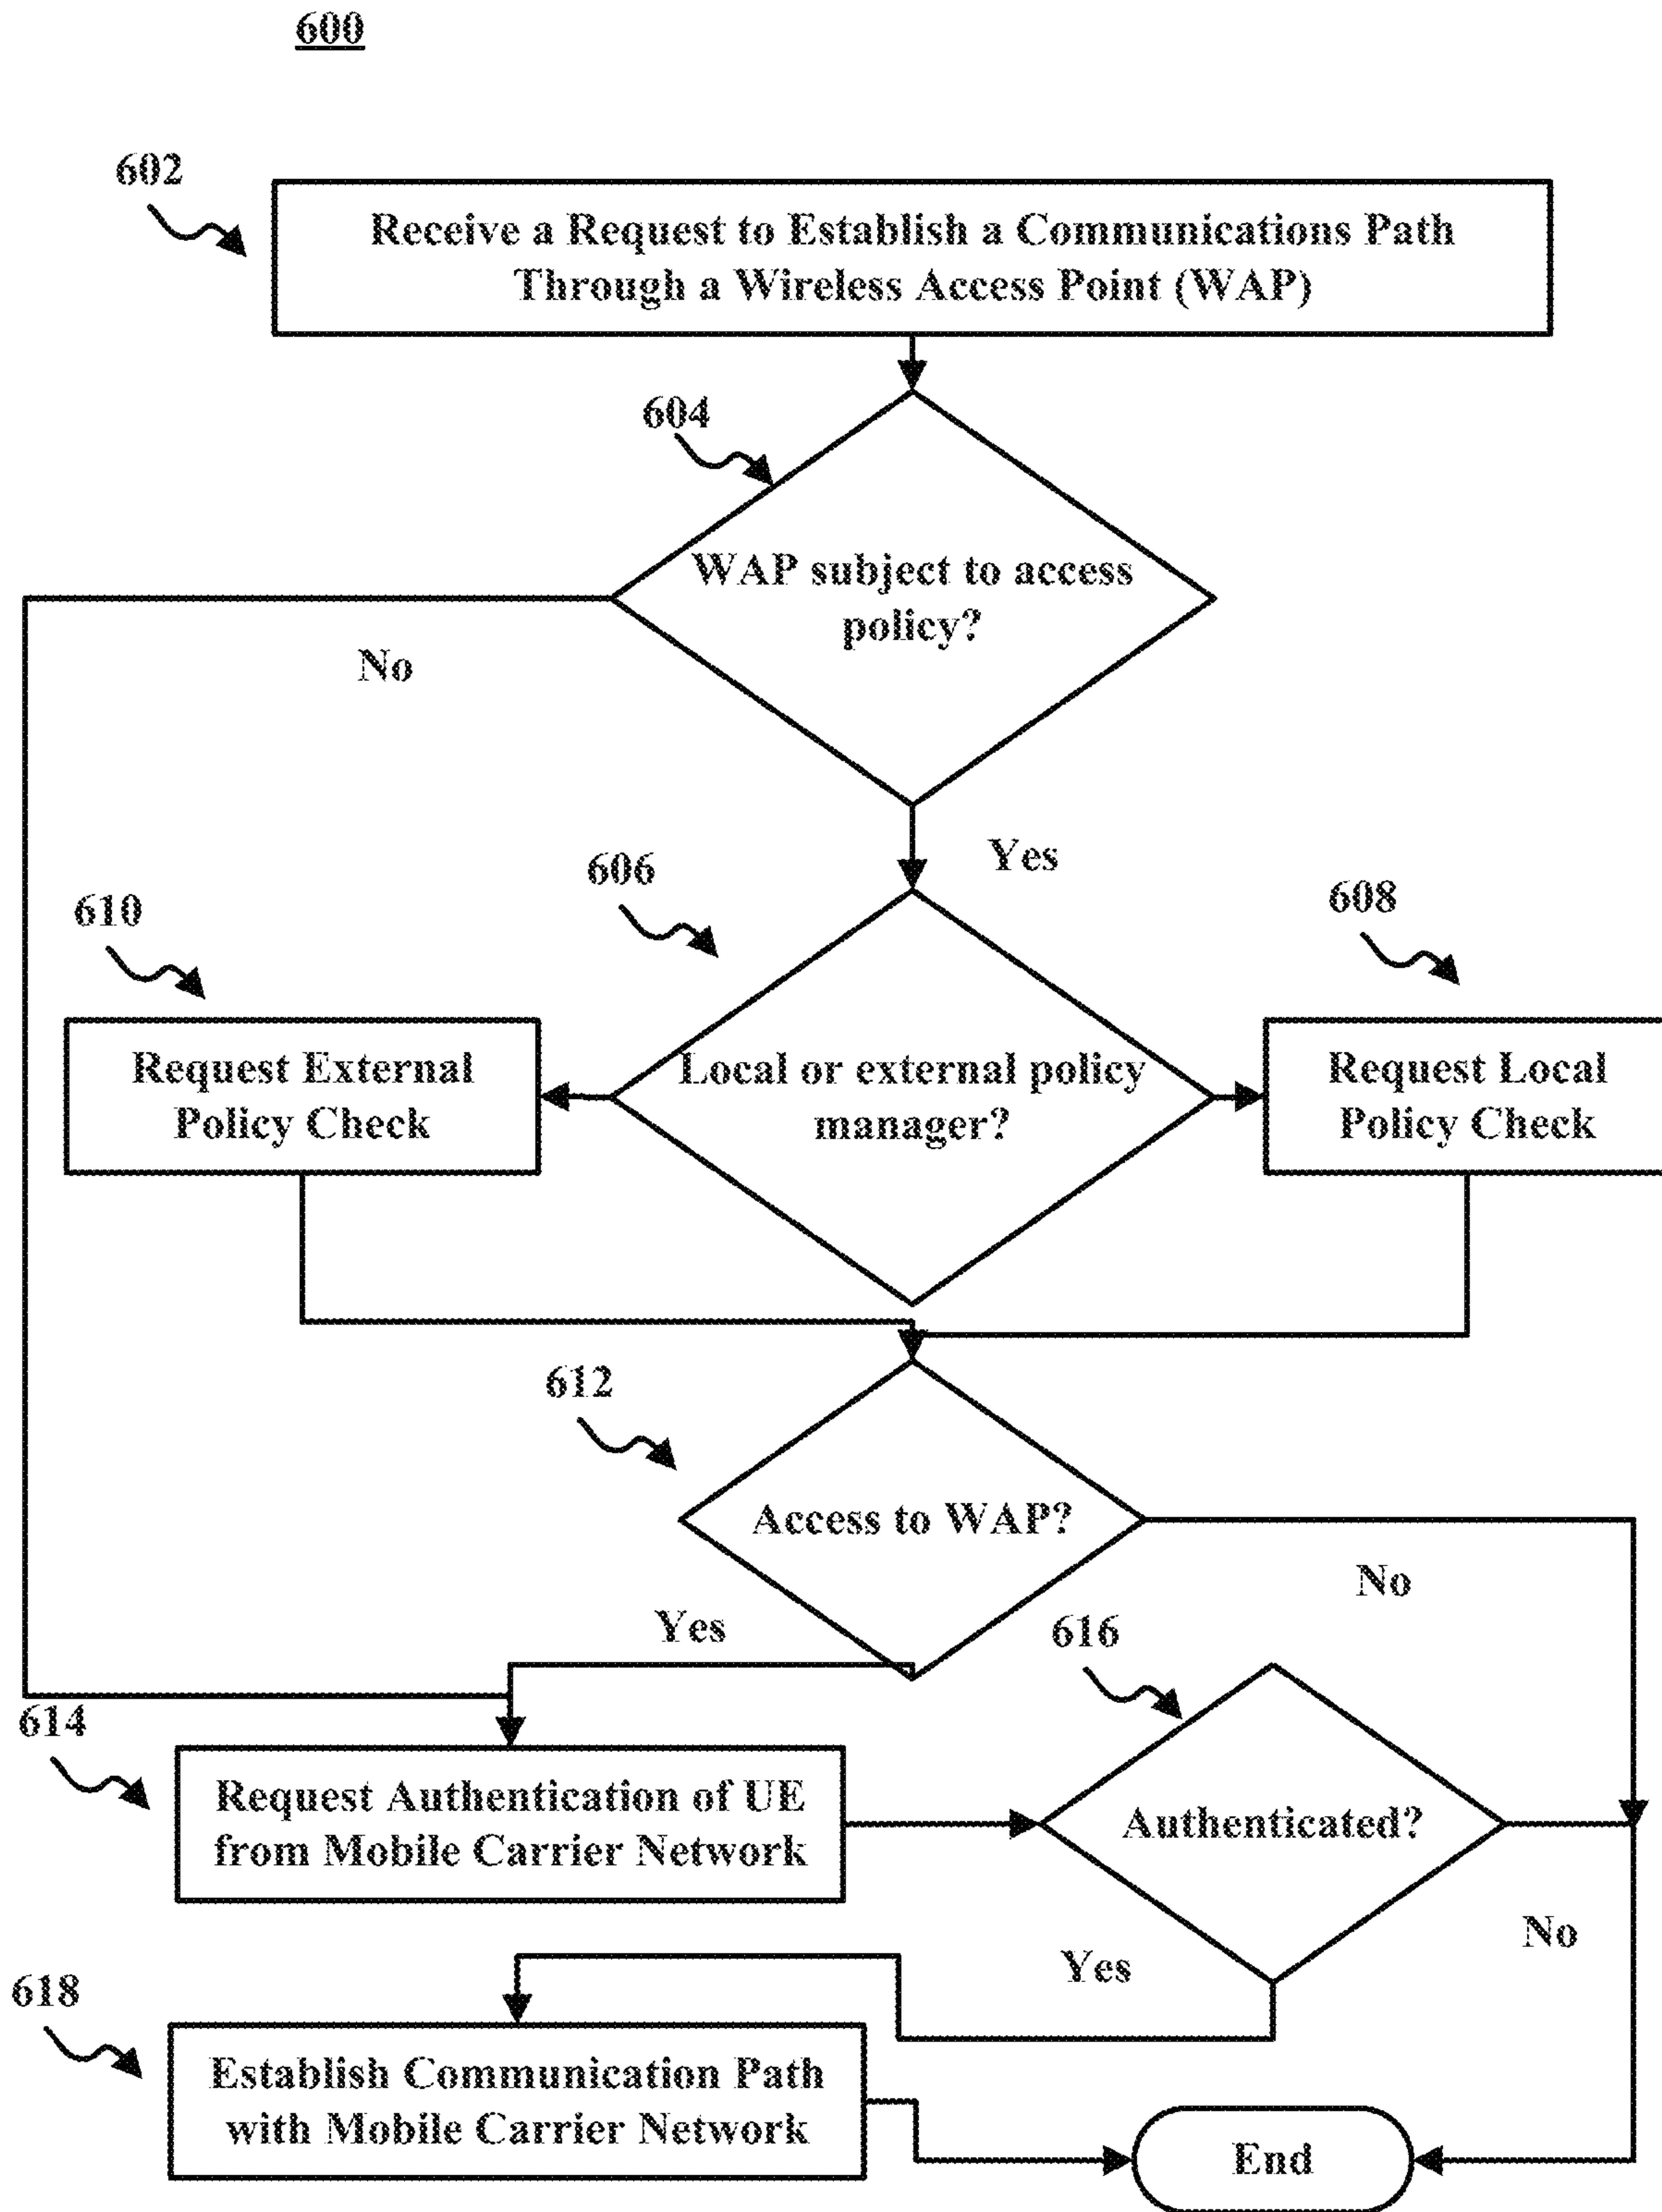 600
602
Receive a Request to Establish a Communications Path
Through a Wireless Access Point (WAP)
604
WAP subject to access
policy?
No
Yes
606
610
608
Request External
Policy Check
Local or external policy
manager?
Request Local
Policy Check
612
Access to WAP?
No
Yes
616
614
Request Authentication of UE
from Mobile Carrier Network
Authenticated?
No
Yes
618
Establish Communication Path
with Mobile Carrier Network
End